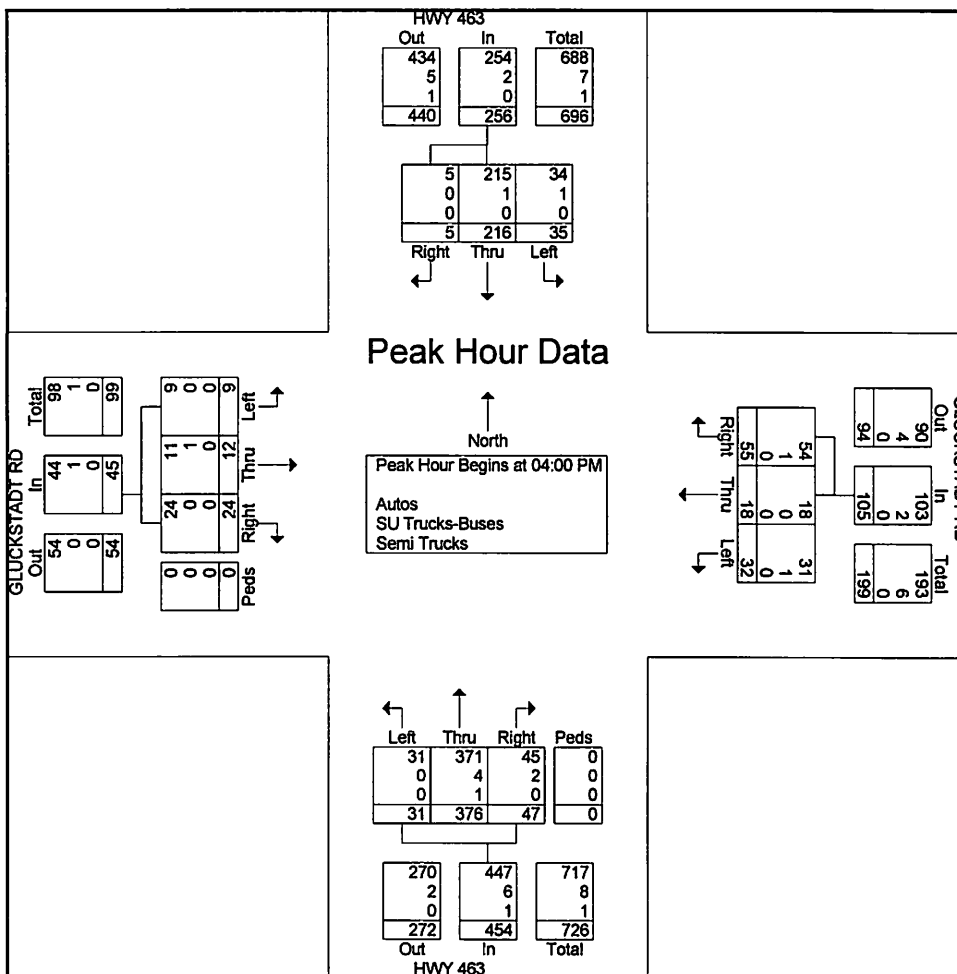 HWY 463
Out In Total
434 254 688
5 2 7
1 0 1
440 256 696
5 215 34
0 1 1
0 0 0
5 216 35
Right Thru Left
Peak Hour Data
North
Peak Hour Begins at 04:00 PM
Autos
SU Trucks-Buses
Semi Trucks
GLUCKSTADT RD
Total In Out
98 44 54
1 1 0
0 0 0
99 45 54
9 11 24 0
0 1 0 0
0 0 0 0
9 12 24 0
Left Thru Right Peds
Out In Total
90 103 193
4 2 6
0 0 0
94 105 199
54 18 31
1 0 1
0 0 0
55 18 32
Right Thru Left
Left Thru Right Peds
31 371 45 0
0 4 2 0
0 1 0 0
31 376 47 0
270 447 717
2 6 8
0 1 1
272 454 726
Out In Total
HWY 463